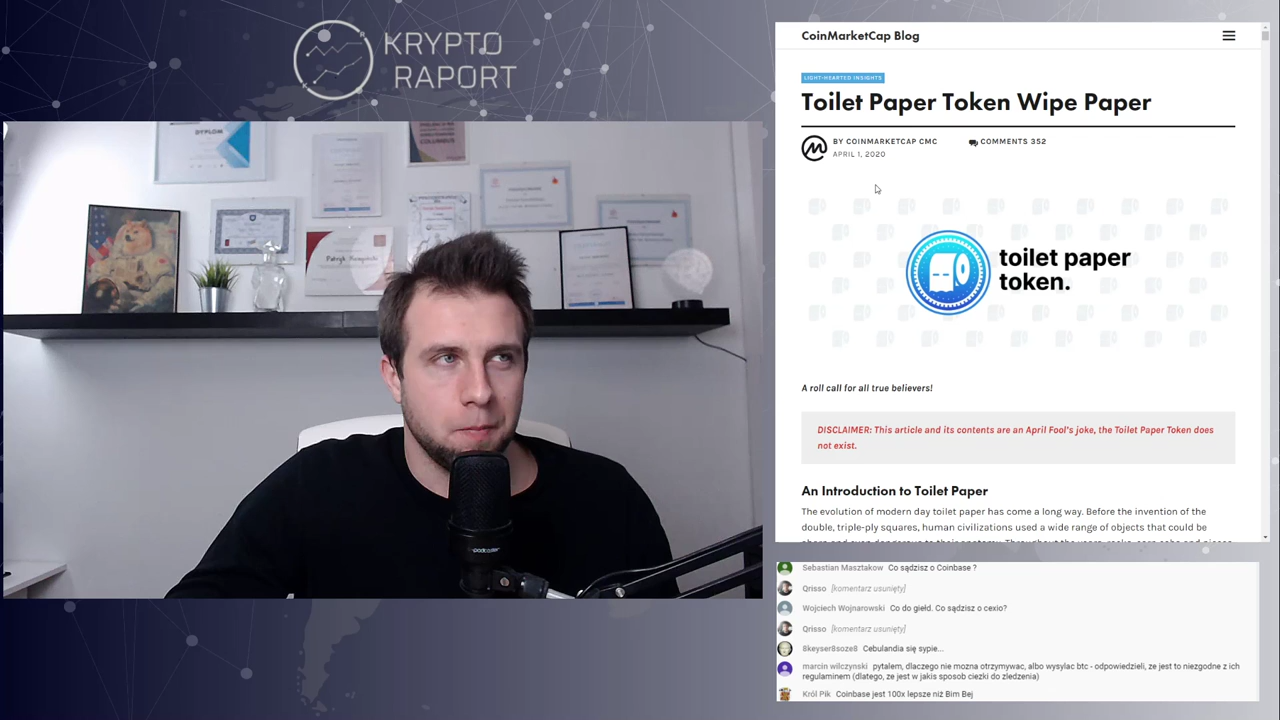 KRYPTO
RAPORT
DYPLOM
CoinMarketCap Blog
LIGHT-HEARTED INSIGHTS
Toilet Paper Token Wipe Paper
BY COINMARKETCAP CMC
COMMENTS 352
APRIL 1, 2020
toilet paper
token.
A roll call for all true believers!
DISCLAIMER: This article and its contents are an April Fool's joke, the Toilet Paper Token does
not exist.
An Introduction to Toilet Paper
The evolution of modern day toilet paper has come a long way. Before the invention of the
double, triple-ply squares, human civilizations used a wide range of objects that could be
Sebastian Masztakow Co sądzisz o Coinbase ?
Qrisso [komentarz usunięty]
Wojciech Wojnarowski Co do giełd. Co sądzisz o cexio?
Qrisso [komentarz usunięty]
8keyser8soze8 Cebulandia się sypie...
marcin wilczynski pytalem, dlaczego nie mozna otrzymywac, albo wysylac btc - odpowiedzieli, ze jest to niezgodne z ich
regulaminem (dlatego, ze jest w jakis sposob ciezki do zledzenia)
Król Pik Coinbase jest 100x lepsze niż Bim Bej